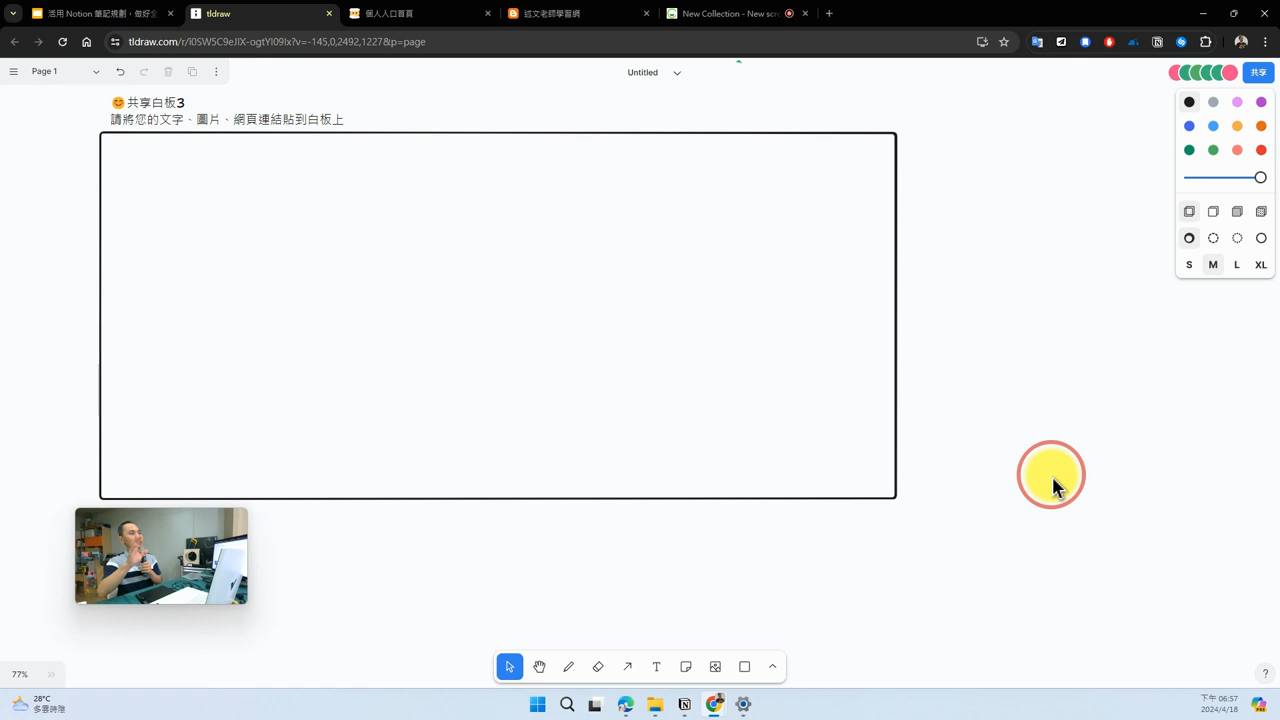 活用 Notion 筆記規劃，做好全
tldraw
個人入口首頁
述文老師學習網
New Collection - New scr
tldraw.com/r/i0SW5C9eJIX-ogtYl09Ix?v=-145,0,2492,1227&p=page
Page 1
Untitled
共享
😊共享白板3
請將您的文字、圖片、網頁連結貼到白板上
S M L XL
77%
T
?
28°C
多雲時陰
下午 06:57
2024/4/18